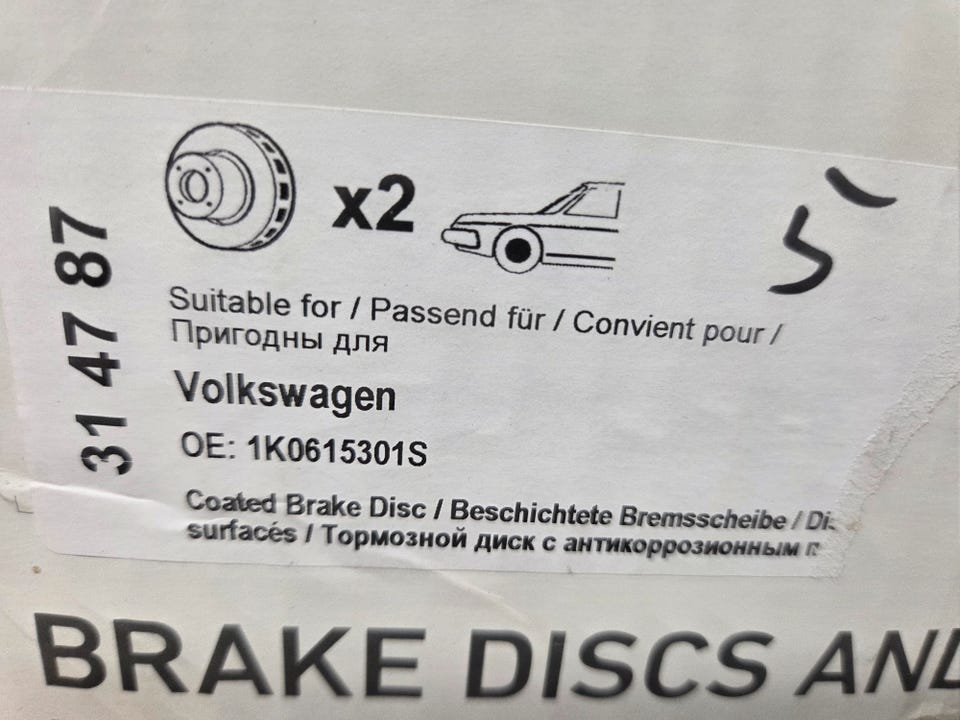 31 47 87
x2
5
Suitable for / Passend für / Convient pour /
Пригодны для
Volkswagen
OE: 1K0615301S
Coated Brake Disc / Beschichtete Bremsscheibe /
surfacés / Тормозной диск с антикоррозионным
BRAKE DISCS AND